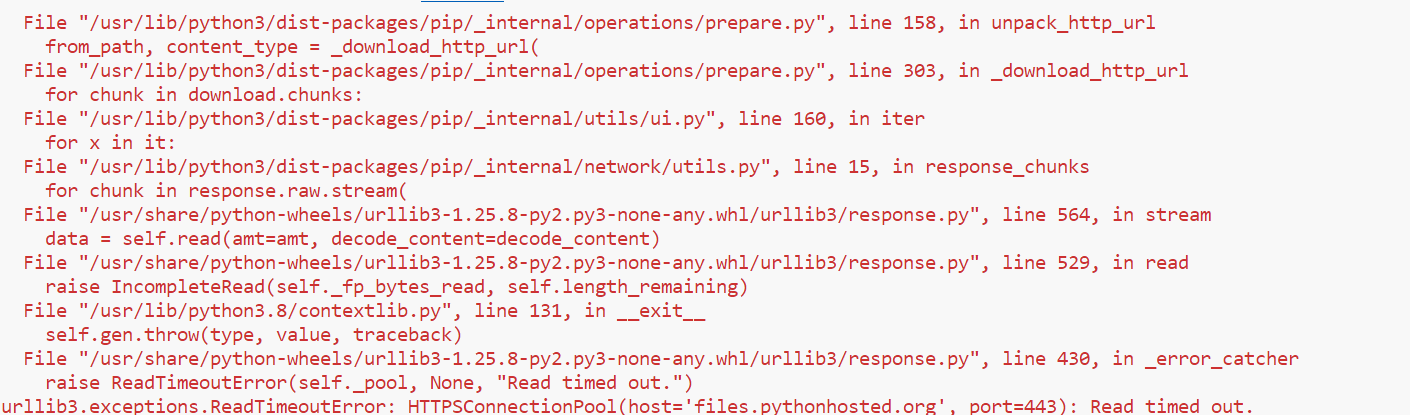 File "/usr/lib/python3/dist-packages/pip/_internal/operations/prepare.py", line 158, in unpack_http_url
from_path, content_type = _download_http_url(
File "/usr/lib/python3/dist-packages/pip/_internal/operations/prepare.py", line 303, in _download_http_url
for chunk in download.chunks:
File "/usr/lib/python3/dist-packages/pip/_internal/utils/ui.py", line 160, in iter
for x in it:
File "/usr/lib/python3/dist-packages/pip/_internal/network/utils.py", line 15, in response_chunks
for chunk in response.raw.stream(
File "/usr/share/python-wheels/urllib3-1.25.8-py2.py3-none-any.whl/urllib3/response.py", line 564, in stream
data = self.read(amt=amt, decode_content=decode_content)
File "/usr/share/python-wheels/urllib3-1.25.8-py2.py3-none-any.whl/urllib3/response.py", line 529, in read
raise IncompleteRead(self._fp_bytes_read, self.length_remaining)
File "/usr/lib/python3.8/contextlib.py", line 131, in __exit__
self.gen.throw(type, value, traceback)
File "/usr/share/python-wheels/urllib3-1.25.8-py2.py3-none-any.whl/urllib3/response.py", line 430, in _error_catcher
raise ReadTimeoutError(self._pool, None, "Read timed out.")
urllib3.exceptions.ReadTimeoutError: HTTPSConnectionPool(host='files.pythonhosted.org', port=443): Read timed out.